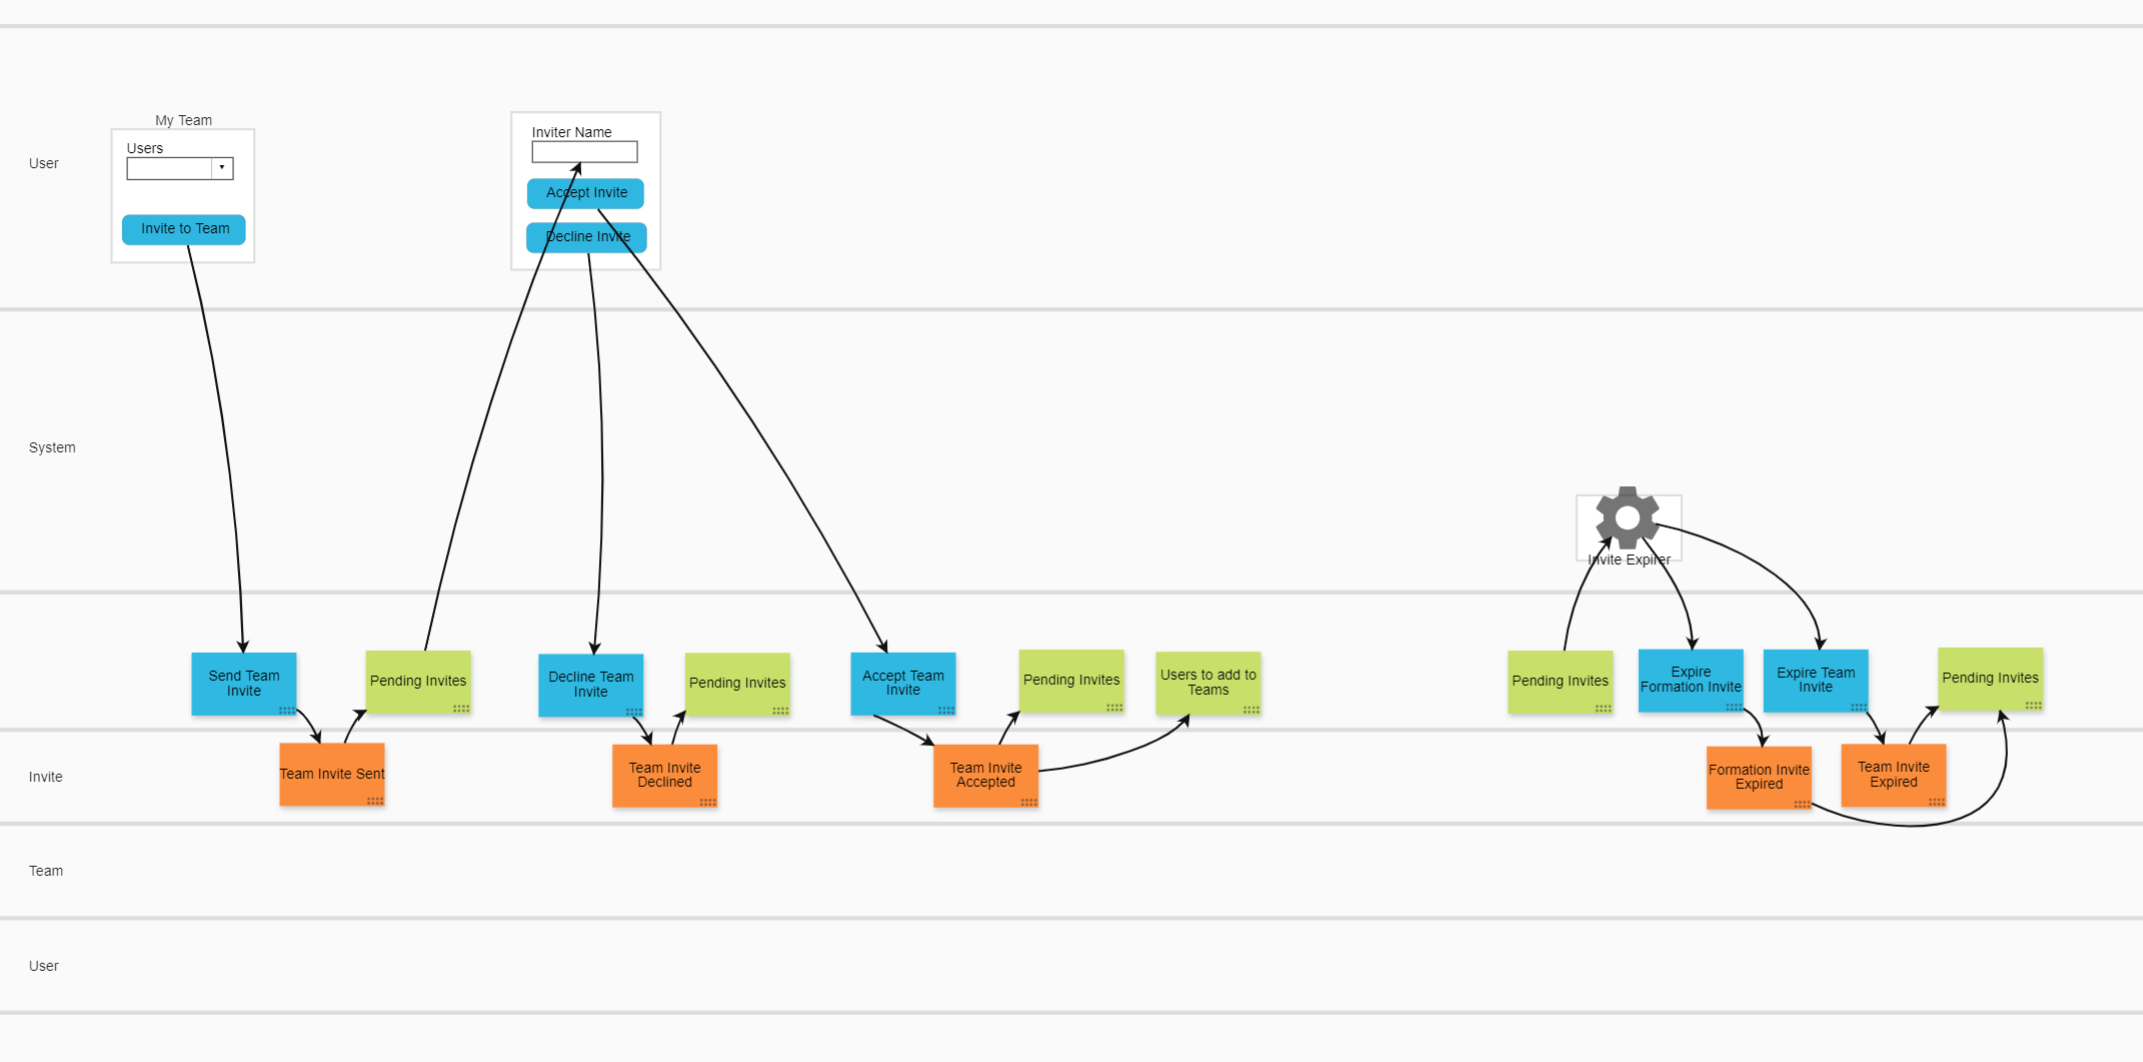 My Team
Users
Invite to Team
Inviter Name
Accept Invite
Decline Invite
User
System
Invite Expirer
Send Team
Invite
Pending Invites
Decline Team
Invite
Pending Invites
Accept Team
Invite
Pending Invites
Users to add to
Teams
Pending Invites
Expire
Formation Invite
Expire Team
Invite
Pending Invites
Invite
Team Invite Sent
Team Invite
Declined
Team Invite
Accepted
Formation Invite
Expired
Team Invite
Expired
Team
User